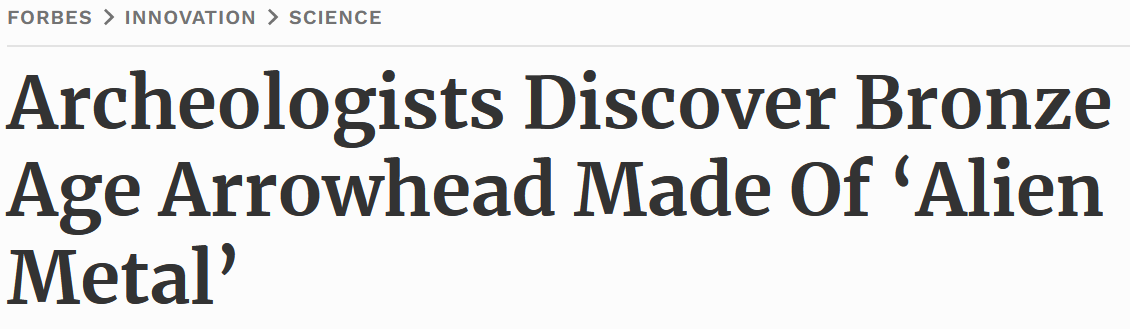 FORBES > INNOVATION > SCIENCE
Archeologists Discover Bronze
Age Arrowhead Made Of ‘Alien
Metal’